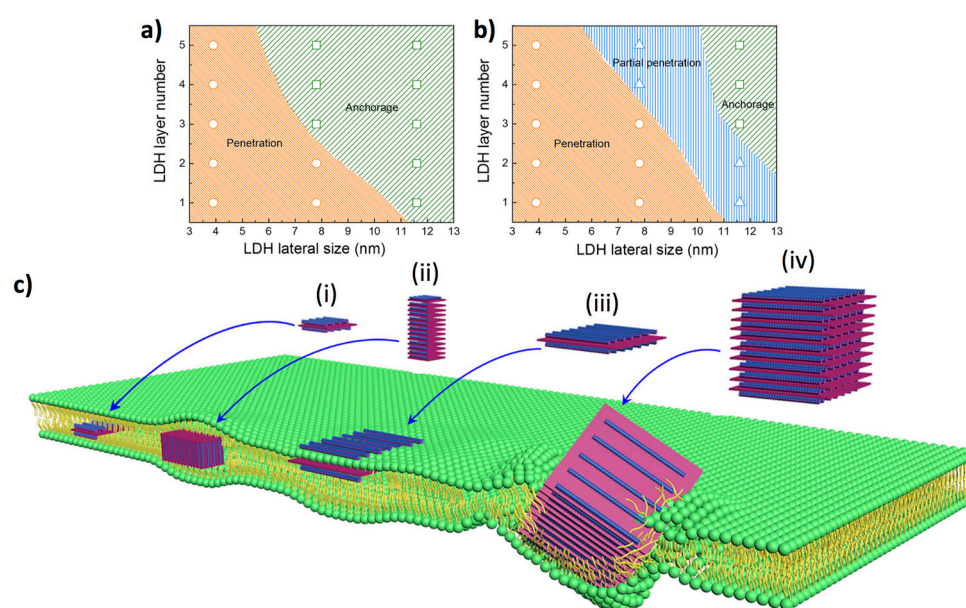 a)
LDH layer number
5
4
3
2
1
Anchorage
Penetration
3 4 5 6 7 8 9 10 11 12 13
LDH lateral size (nm)
b)
LDH layer number
5
4
3
2
1
Partial penetration
Anchorage
Penetration
3 4 5 6 7 8 9 10 11 12 13
LDH lateral size (nm)
c)
(i)
(ii)
(iii)
(iv)